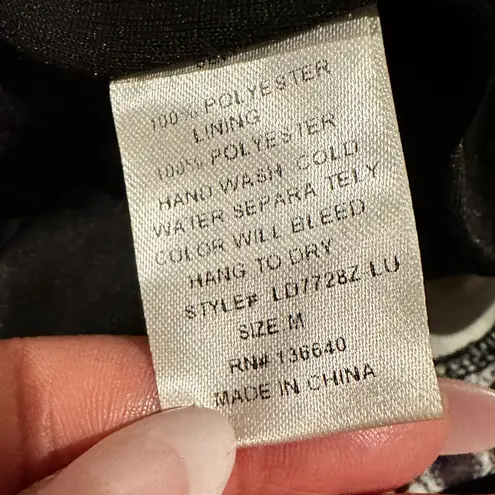 100% POLYESTER
LINING
100% POLYESTER
HAND WASH COLD
WATER SEPARA TELY
COLOR WILL BLEED
HANG TO DRY
STYLE# LD7728Z-LU
SIZE M
RN# 136640
MADE IN CHINA